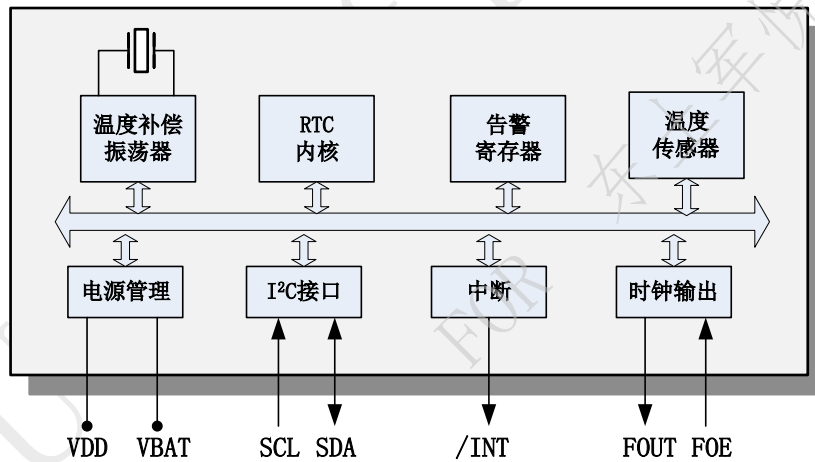 温度补偿
振荡器
RTC
内核
告警
寄存器
温度
传感器
电源管理
I²C接口
中断
时钟输出
VDD VBAT SCL SDA /INT FOUT FOE
FOR